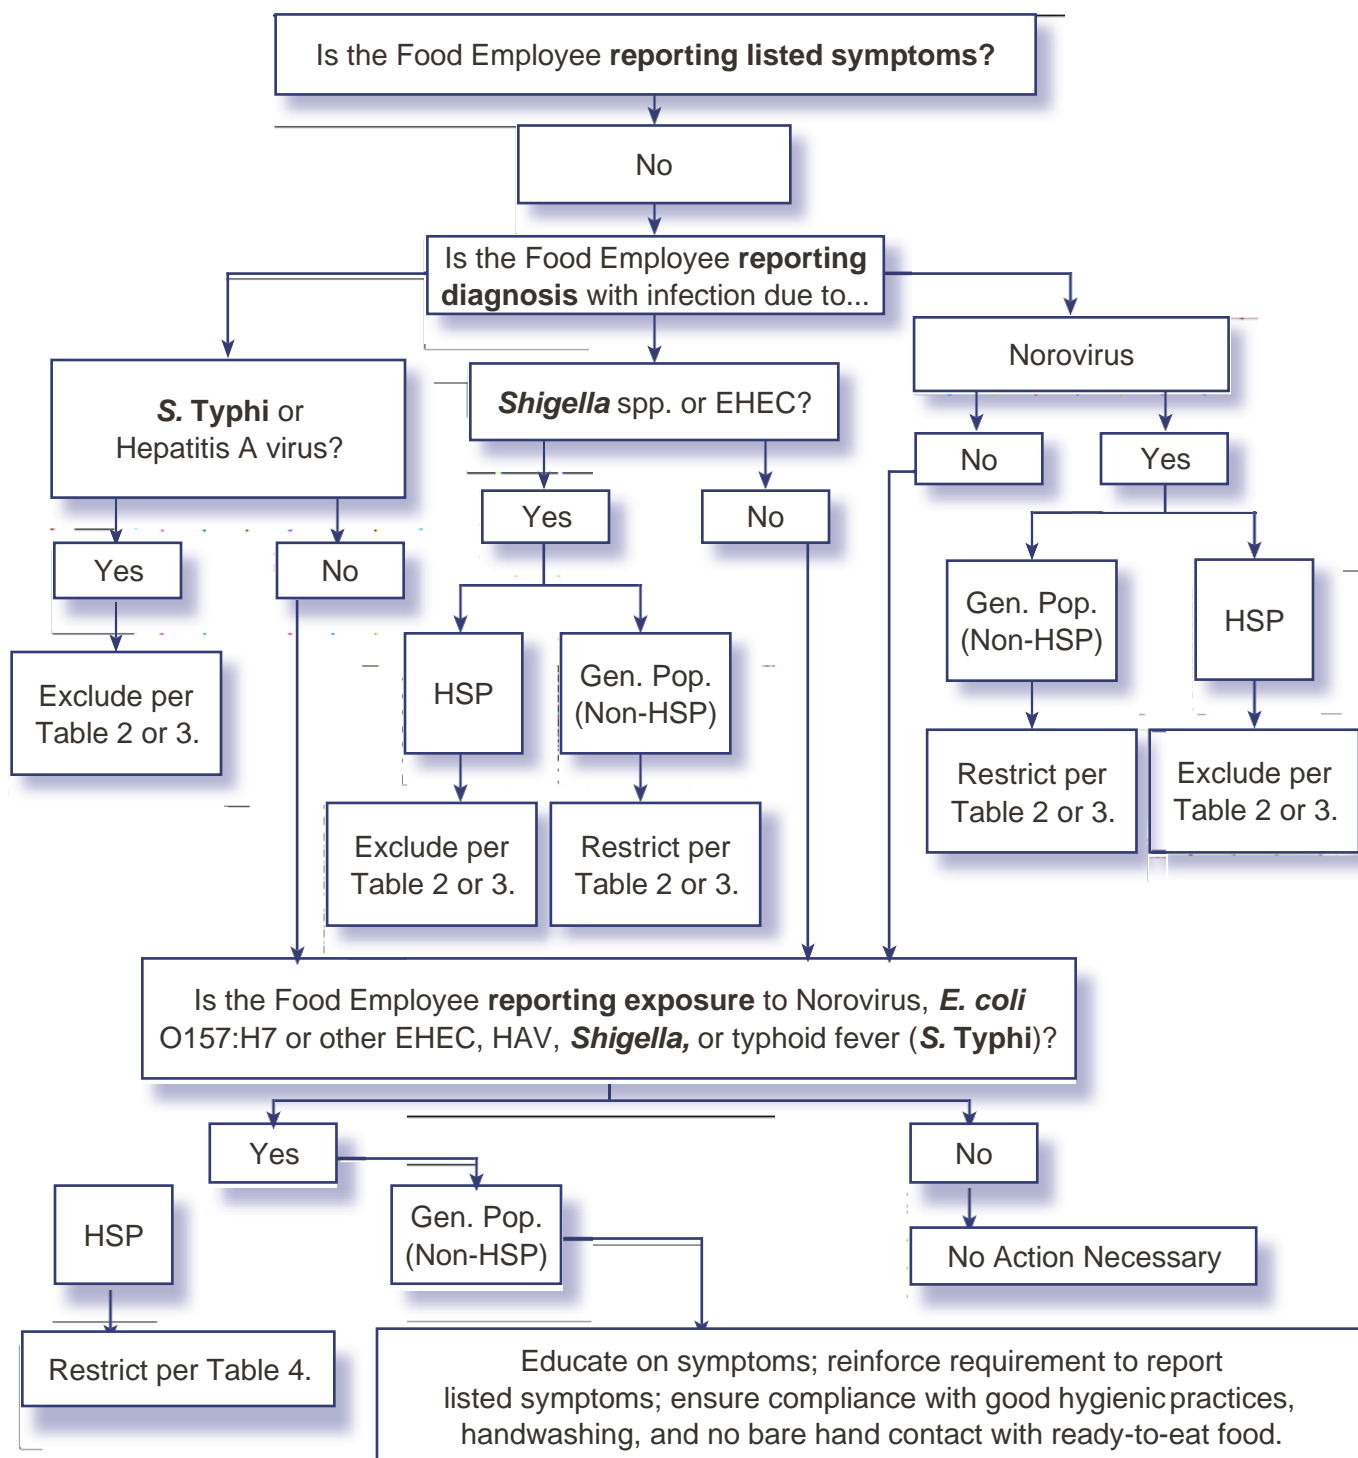 Is the Food Employee reporting listed symptoms?
No
Is the Food Employee reporting
diagnosis with infection due to...
S. Typhi or
Hepatitis A virus?
Shigella spp. or EHEC?
Norovirus
Yes
No
Yes
No
No
Yes
Exclude per
Table 2 or 3.
HSP
Gen. Pop.
(Non-HSP)
Gen. Pop.
(Non-HSP)
HSP
Exclude per
Table 2 or 3.
Restrict per
Table 2 or 3.
Restrict per
Table 2 or 3.
Exclude per
Table 2 or 3.
Is the Food Employee reporting exposure to Norovirus, E. coli
O157:H7 or other EHEC, HAV, Shigella, or typhoid fever (S. Typhi)?
Yes
No
HSP
Gen. Pop.
(Non-HSP)
No Action Necessary
Restrict per Table 4.
Educate on symptoms; reinforce requirement to report
listed symptoms; ensure compliance with good hygienic practices,
handwashing, and no bare hand contact with ready-to-eat food.